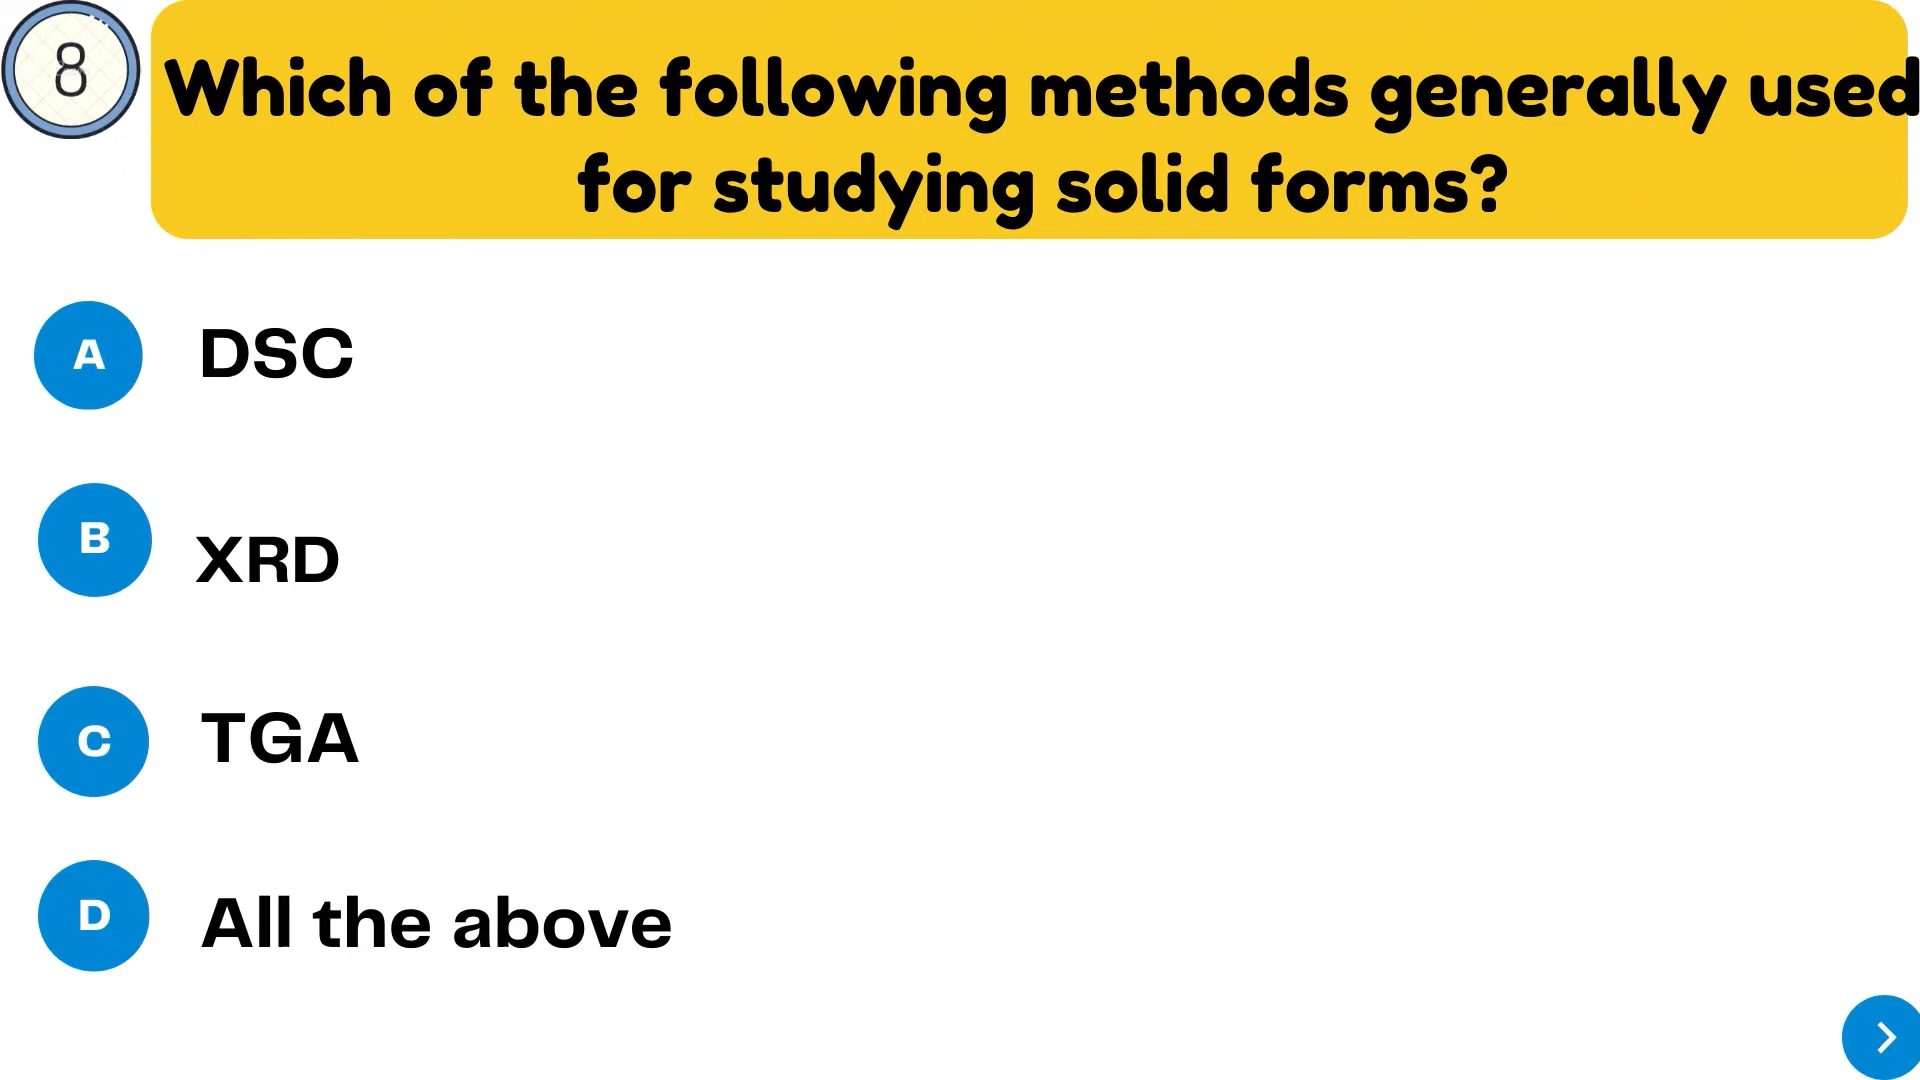 8
Which of the following methods generally used
for studying solid forms?
A
DSC
B
XRD
C
TGA
D
All the above